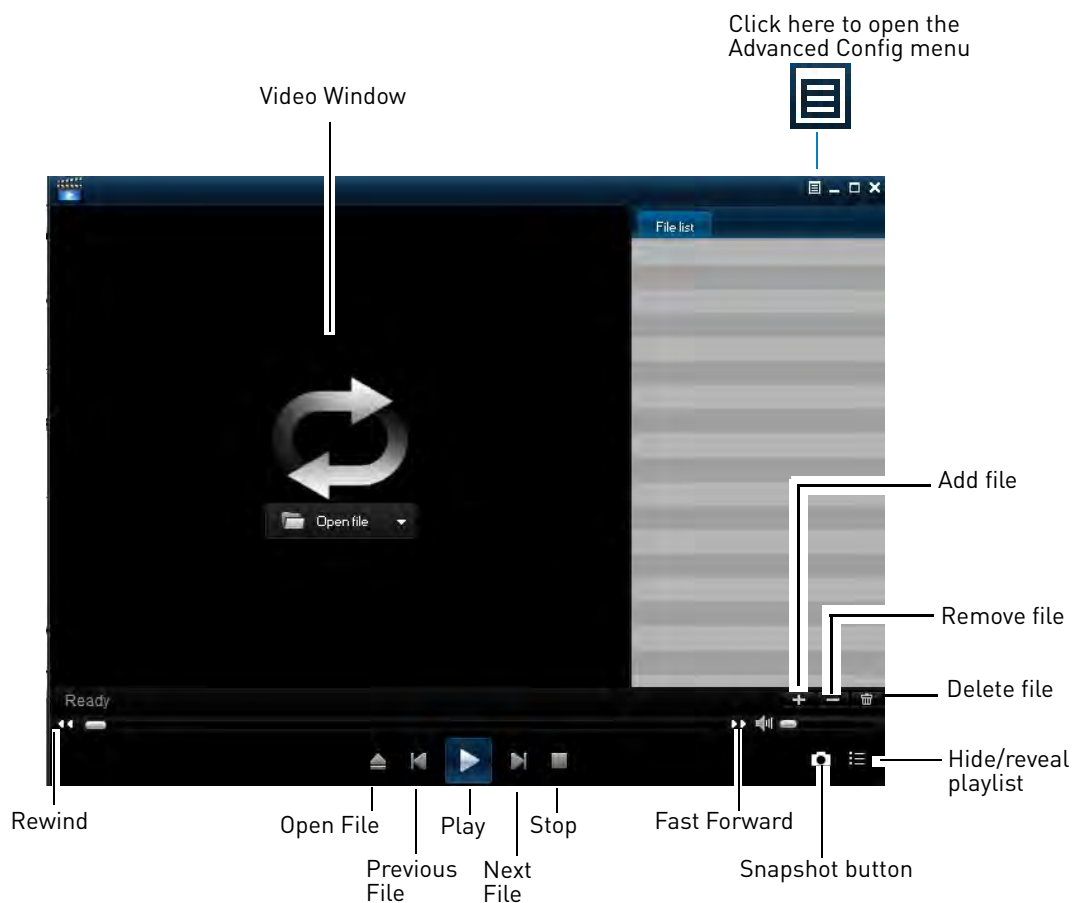 Click here to open the
Advanced Config menu
Video Window
File list
Add file
Open file
Remove file
Delete file
Ready
Hide/reveal
playlist
Rewind
Open File
Play
Stop
Fast Forward
Previous
File
Next
File
Snapshot button